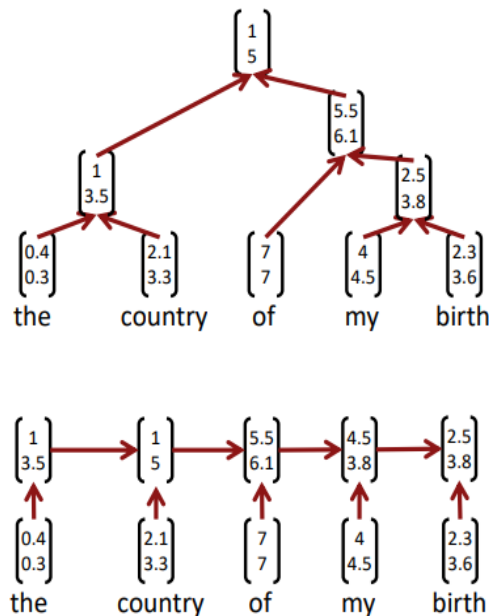 1
5
5.5
6.1
1
3.5
2.5
3.8
0.4 2.1 7 4 2.3
0.3 3.3 7 4.5 3.6
the country of my birth
1 1 5.5 4.5 2.5
3.5 5 6.1 3.8 3.8
0.4 2.1 7 4 2.3
0.3 3.3 7 4.5 3.6
the country of my birth